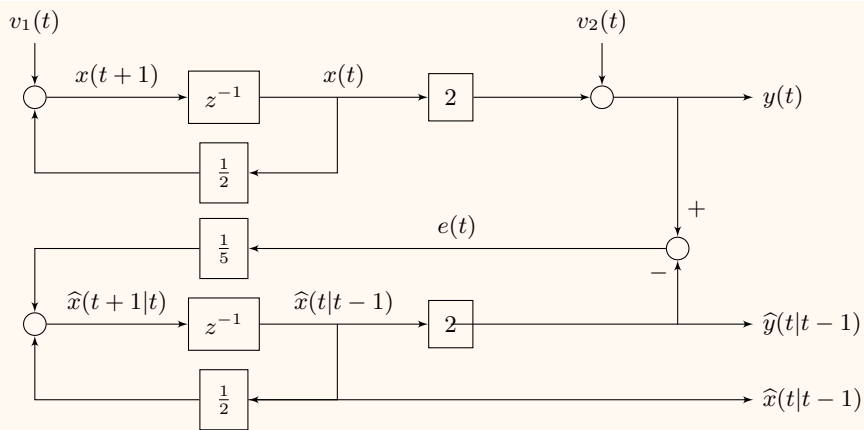 v₁(t)
v₂(t)
x(t + 1)
z⁻¹
x(t)
2
y(t)
1/2
+
e(t)
1/5
−
x̂(t + 1|t)
z⁻¹
x̂(t|t − 1)
2
ŷ(t|t − 1)
1/2
x̂(t|t − 1)